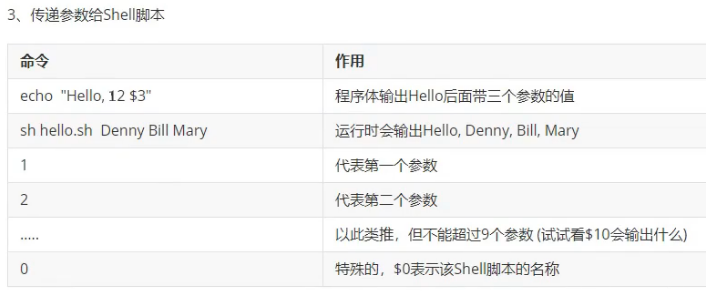 3、传递参数给Shell脚本
命令 作用
echo "Hello, 12 $3" 程序体输出Hello后面带三个参数的值
sh hello.sh Denny Bill Mary 运行时会输出Hello, Denny, Bill, Mary
1 代表第一个参数
2 代表第二个参数
..... 以此类推，但不能超过9个参数 (试试看$10会输出什么)
0 特殊的，$0表示该Shell脚本的名称